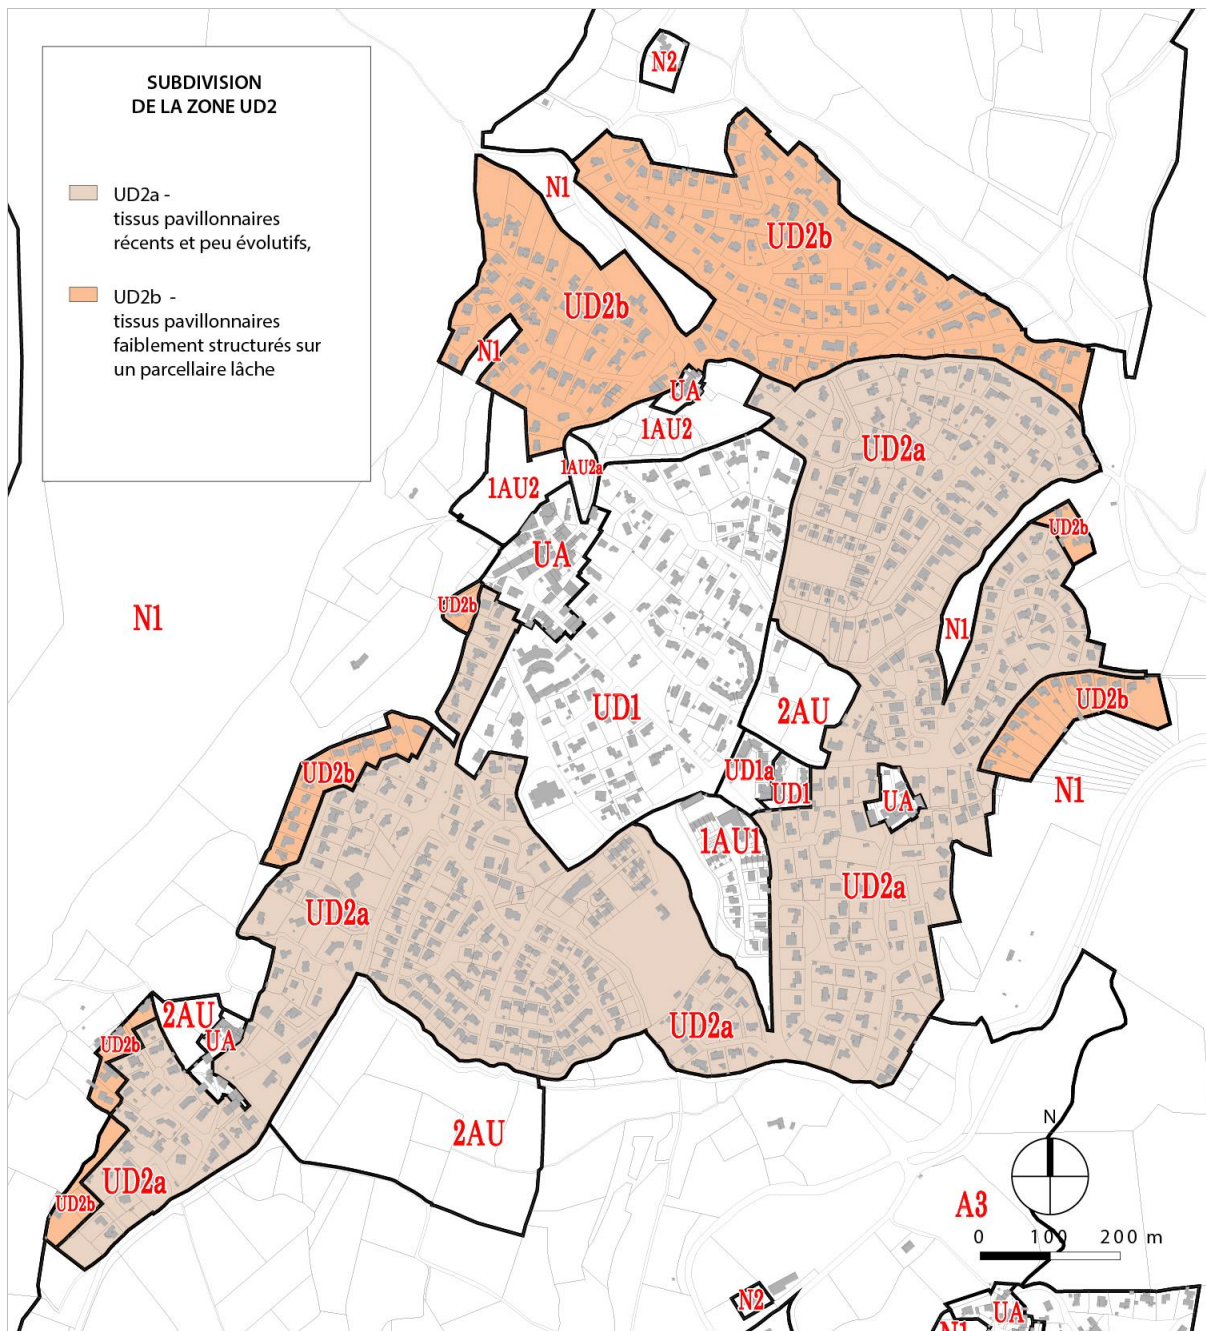 SUBDIVISION
DE LA ZONE UD2
UD2a -
tissus pavillonnaires
récents et peu évolutifs,
UD2b -
tissus pavillonnaires
faiblement structurés sur
un parcellaire lâche
N2
N1
UD2b
UD2b
N1
UA
1AU2
UD2a
1AU2a
1AU2
UD2b
UA
UD2b
N1
N1
UD2b
UD1
2AU
UD2b
UD1a
UD1
N1
UA
1AU1
UD2a
UD2a
2AU
UD2a
UA
UD2b
2AU
N
UD2a
UD2b
A3
0 100 200 m
N2
UA
N1